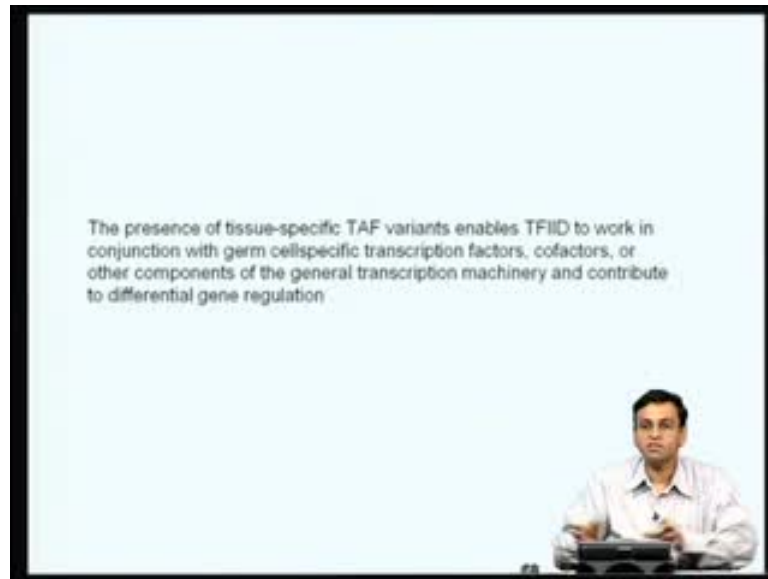 The presence of tissue-specific TAF variants enables TFIID to work in
conjunction with germ cellspecific transcription factors, cofactors, or
other components of the general transcription machinery and contribute
to differential gene regulation